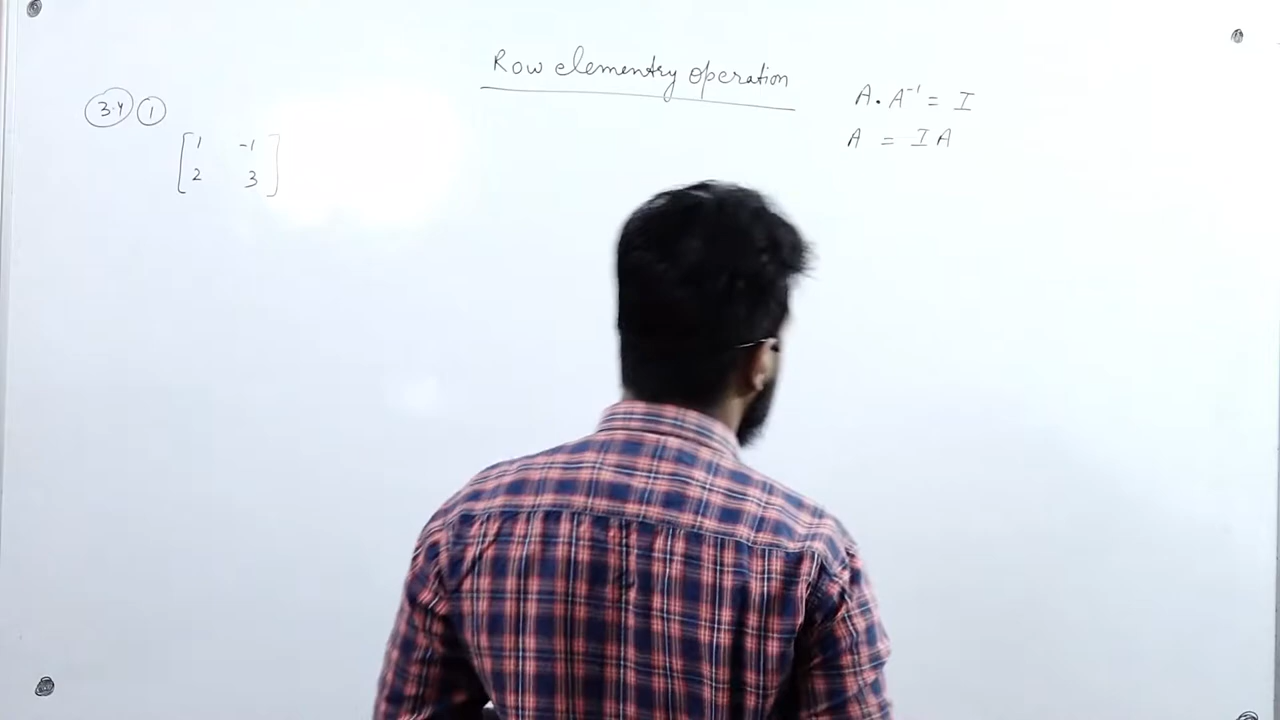 Row elementry operation
A · A⁻¹ = I
A = I A
3.4 1
1 -1
2 3